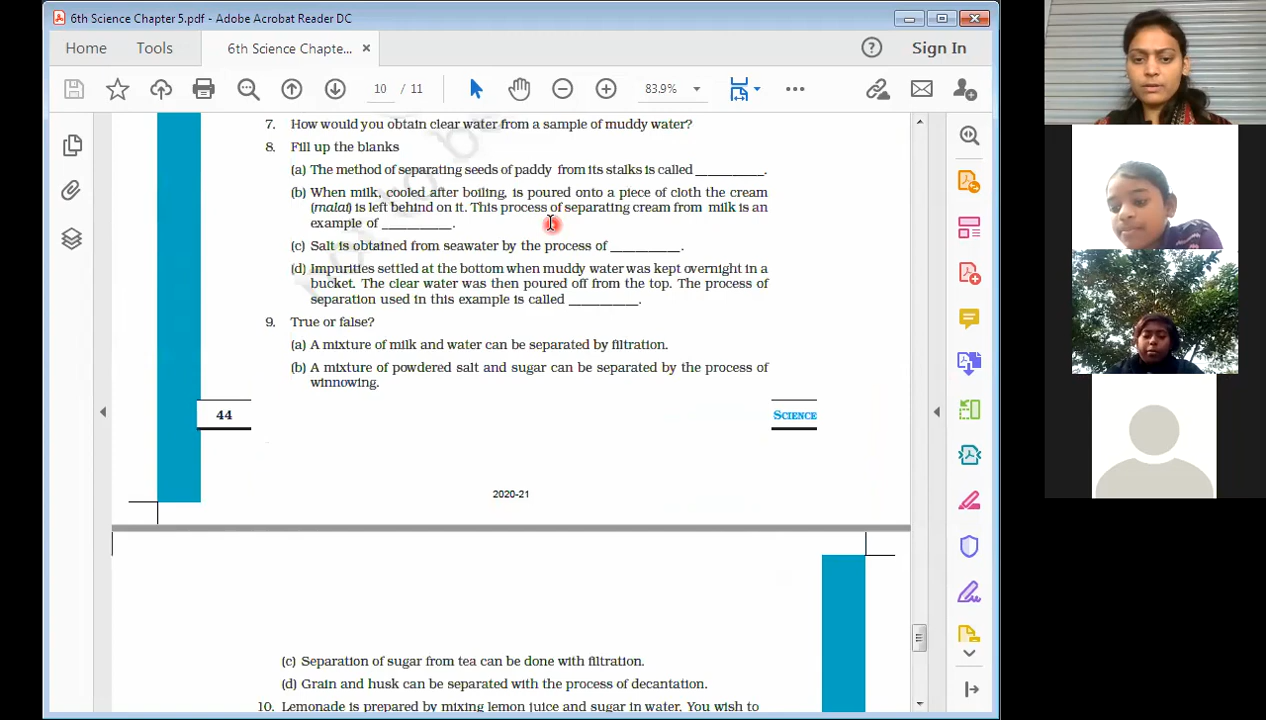 6th Science Chapter 5.pdf - Adobe Acrobat Reader DC
Home Tools 6th Science Chapte... × Sign In
10 / 11 83.9%
7. How would you obtain clear water from a sample of muddy water?
8. Fill up the blanks
(a) The method of separating seeds of paddy from its stalks is called __________.
(b) When milk, cooled after boiling, is poured onto a piece of cloth the cream
(malai) is left behind on it. This process of separating cream from milk is an
example of __________.
(c) Salt is obtained from seawater by the process of __________.
(d) Impurities settled at the bottom when muddy water was kept overnight in a
bucket. The clear water was then poured off from the top. The process of
separation used in this example is called __________.
9. True or false?
(a) A mixture of milk and water can be separated by filtration.
(b) A mixture of powdered salt and sugar can be separated by the process of
winnowing.
44 SCIENCE
2020-21
(c) Separation of sugar from tea can be done with filtration.
(d) Grain and husk can be separated with the process of decantation.
10. Lemonade is prepared by mixing lemon juice and sugar in water. You wish to